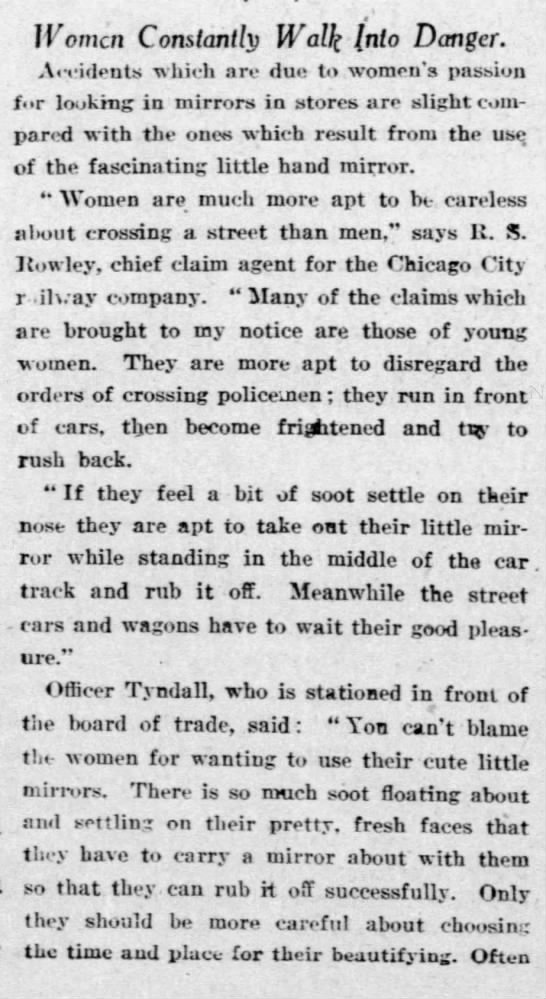 Women Constantly Walk Into Danger.
Accidents which are due to women's passion
for looking in mirrors in stores are slight com-
pared with the ones which result from the use
of the fascinating little hand mirror.
"Women are much more apt to be careless
about crossing a street than men," says R. S.
Rowley, chief claim agent for the Chicago City
railway company. "Many of the claims which
are brought to my notice are those of young
women. They are more apt to disregard the
orders of crossing policemen; they run in front
of cars, then become frightened and try to
rush back.
"If they feel a bit of soot settle on their
nose they are apt to take out their little mir-
ror while standing in the middle of the car
track and rub it off. Meanwhile the street
cars and wagons have to wait their good pleas-
ure."
Officer Tyndall, who is stationed in front of
the board of trade, said: "You can't blame
the women for wanting to use their cute little
mirrors. There is so much soot floating about
and settling on their pretty, fresh faces that
they have to carry a mirror about with them
so that they can rub it off successfully. Only
they should be more careful about choosing
the time and place for their beautifying. Often